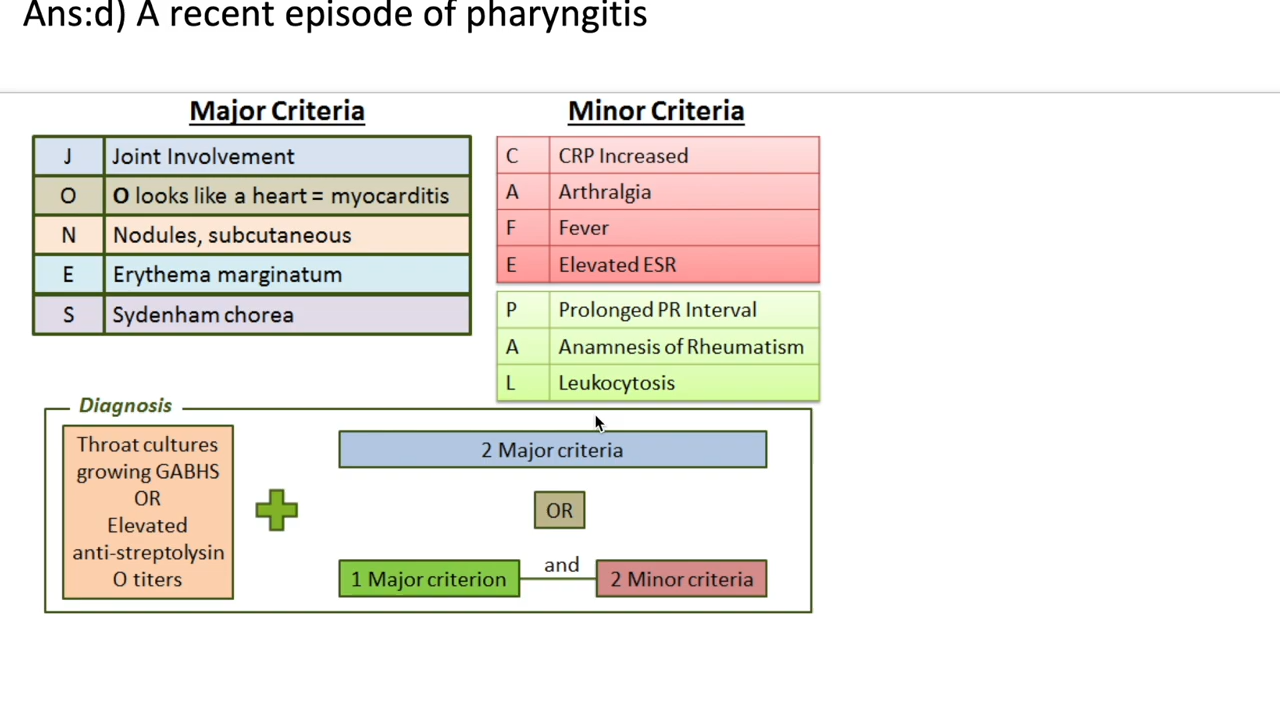 Ans:d) A recent episode of pharyngitis
Major Criteria
J Joint Involvement
O O looks like a heart = myocarditis
N Nodules, subcutaneous
E Erythema marginatum
S Sydenham chorea
Minor Criteria
C CRP Increased
A Arthralgia
F Fever
E Elevated ESR
P Prolonged PR Interval
A Anamnesis of Rheumatism
L Leukocytosis
Diagnosis
Throat cultures
growing GABHS
OR
Elevated
anti-streptolysin
O titers
2 Major criteria
OR
1 Major criterion and 2 Minor criteria